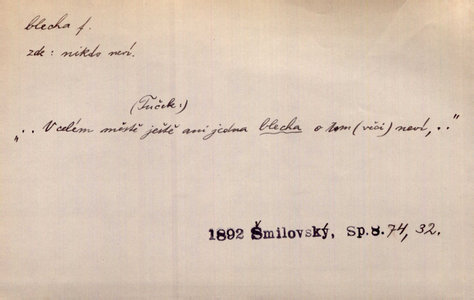 blecha f.
zde: nikdo neví.
(Tuček:)
"‥ V celém městě ještě ani jedna blecha o tom (věci) neví, ‥"
1892 Šmilovský, Sp.8.74, 32.